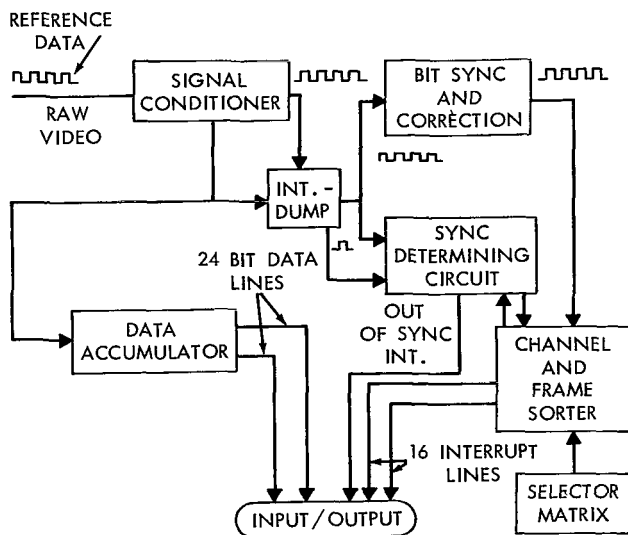 REFERENCE
DATA
RAW
VIDEO
SIGNAL
CONDITIONER
BIT SYNC
AND
CORRÈCTION
INT.-
DUMP
SYNC
DETERMINING
CIRCUIT
24 BIT DATA
LINES
DATA
ACCUMULATOR
OUT
OF SYNC
INT.
CHANNEL
AND
FRAME
SORTER
16 INTERRUPT
LINES
INPUT/OUTPUT
SELECTOR
MATRIX